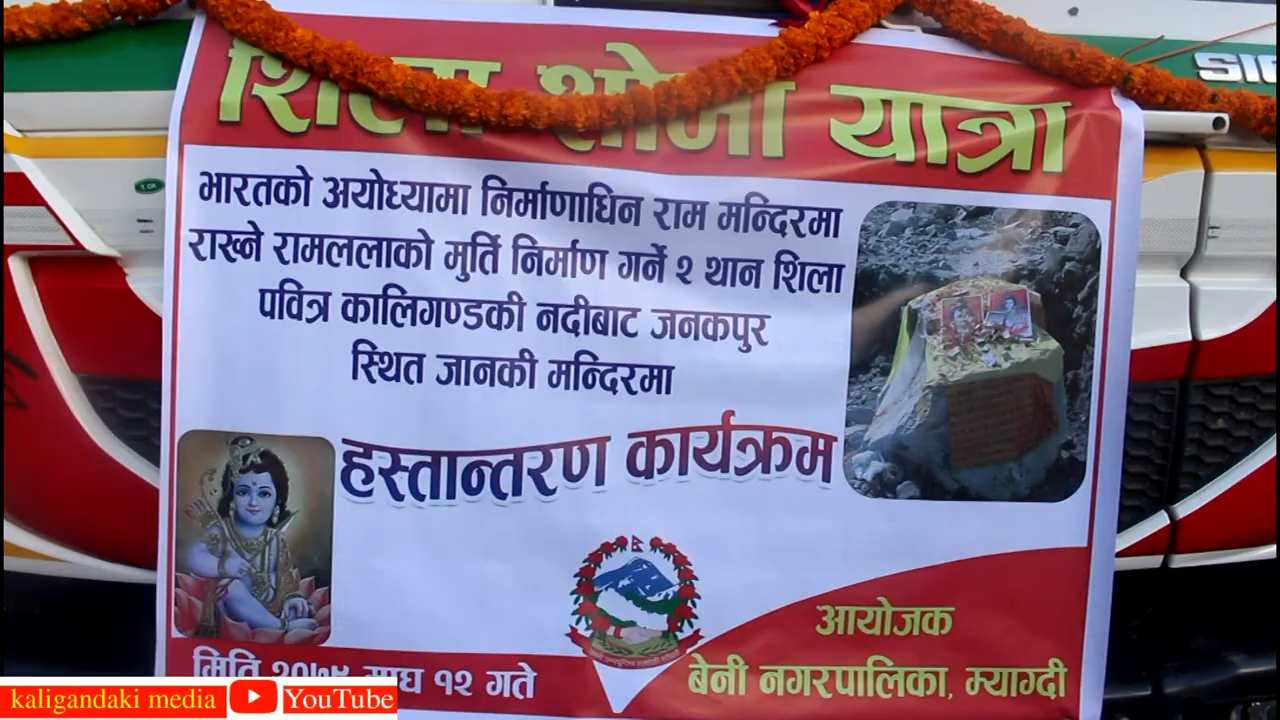 शिला शोभा यात्रा
भारतको अयोध्यामा निर्माणाधिन राम मन्दिरमा
राख्ने रामललाको मुर्ति निर्माण गर्ने २ थान शिला
पवित्र कालिगण्डकी नदीबाट जनकपुर
स्थित जानकी मन्दिरमा
हस्तान्तरण कार्यक्रम
आयोजक
बेनी नगरपालिका, म्याग्दी
मिति माघ १२ गते
kaligandaki media YouTube